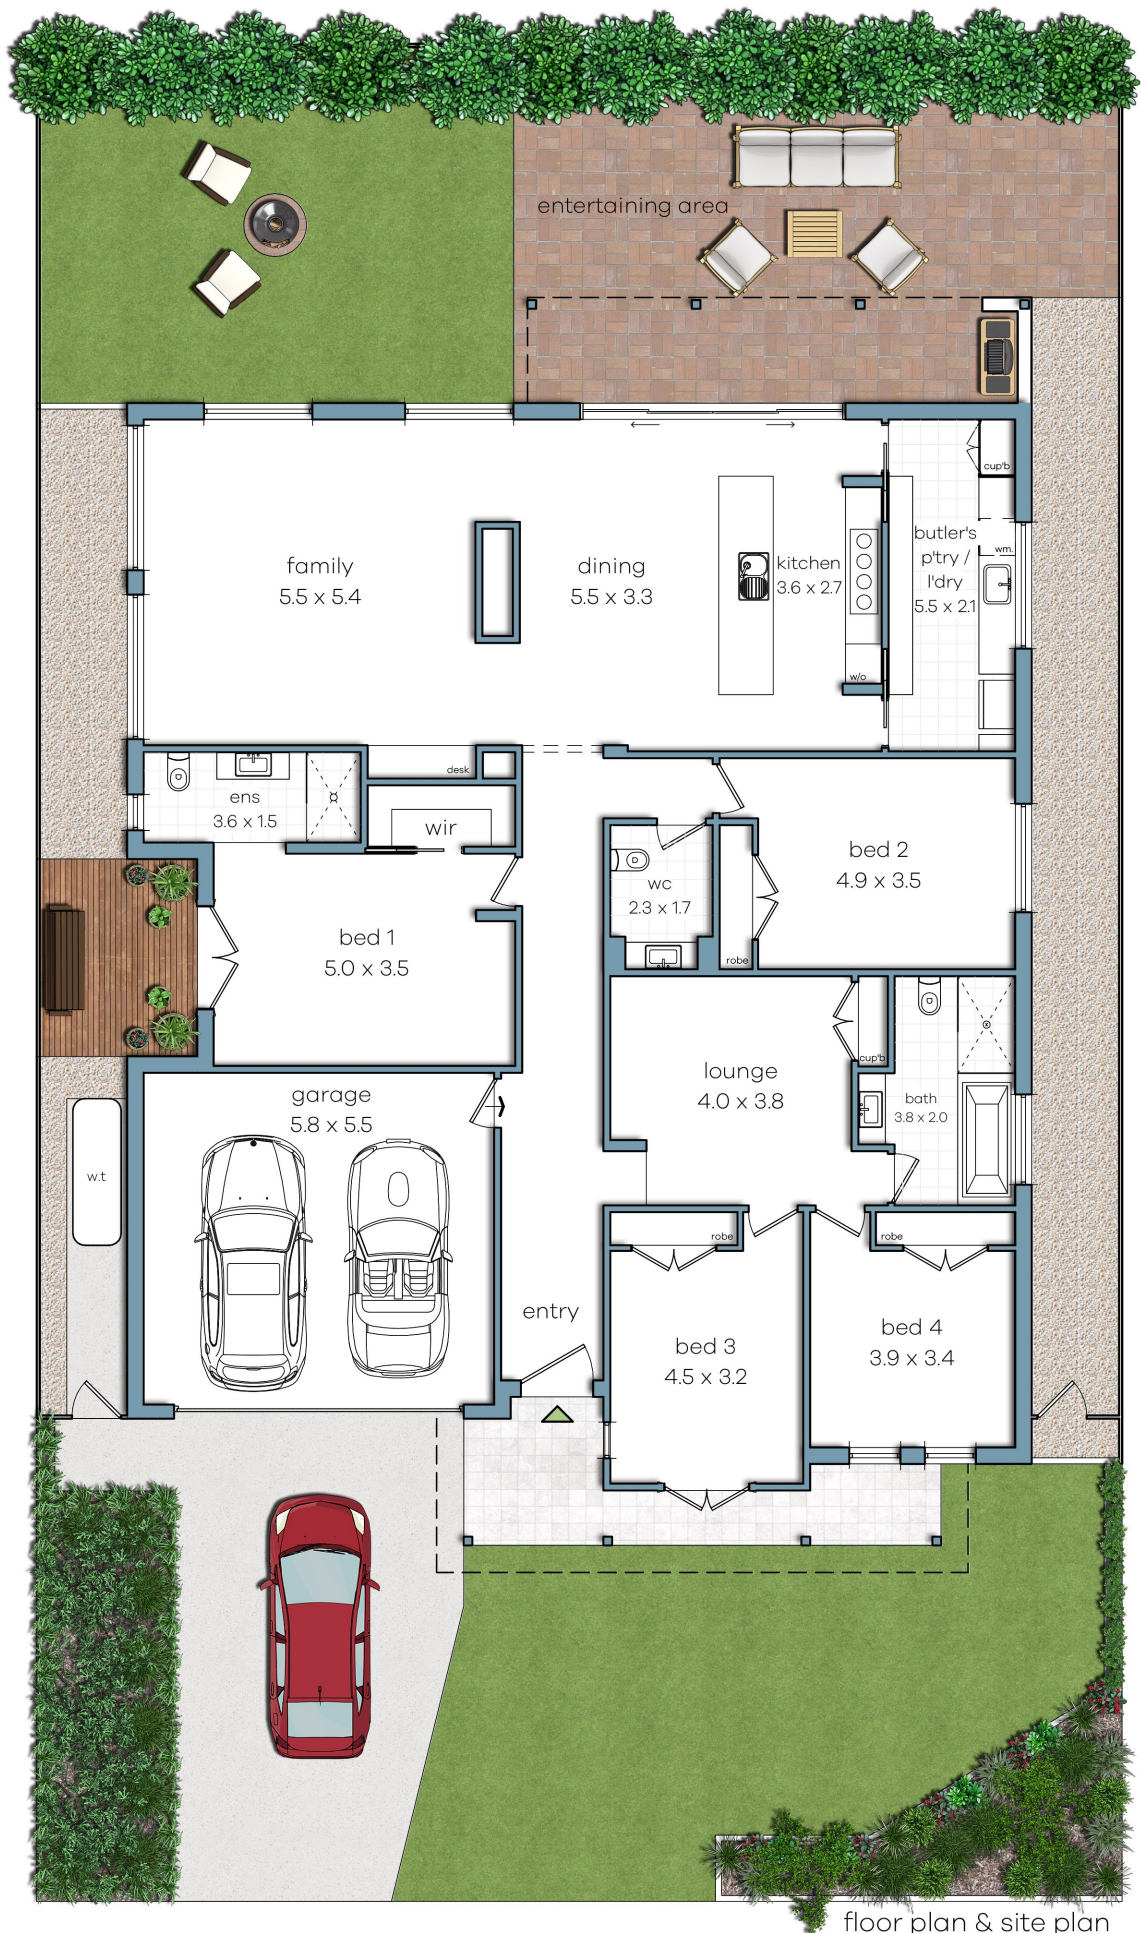 entertaining area
cup'b
family
5.5 x 5.4
dining
5.5 x 3.3
kitchen
3.6 x 2.7
butler's
p'try /
l'dry
5.5 x 2.1
wm.
w/o
desk
ens
3.6 x 1.5
wir
bed 1
5.0 x 3.5
wc
2.3 x 1.7
robe
bed 2
4.9 x 3.5
lounge
4.0 x 3.8
cup'b
bath
3.8 x 2.0
garage
5.8 x 5.5
w.t
robe
robe
entry
bed 3
4.5 x 3.2
bed 4
3.9 x 3.4
floor plan & site plan